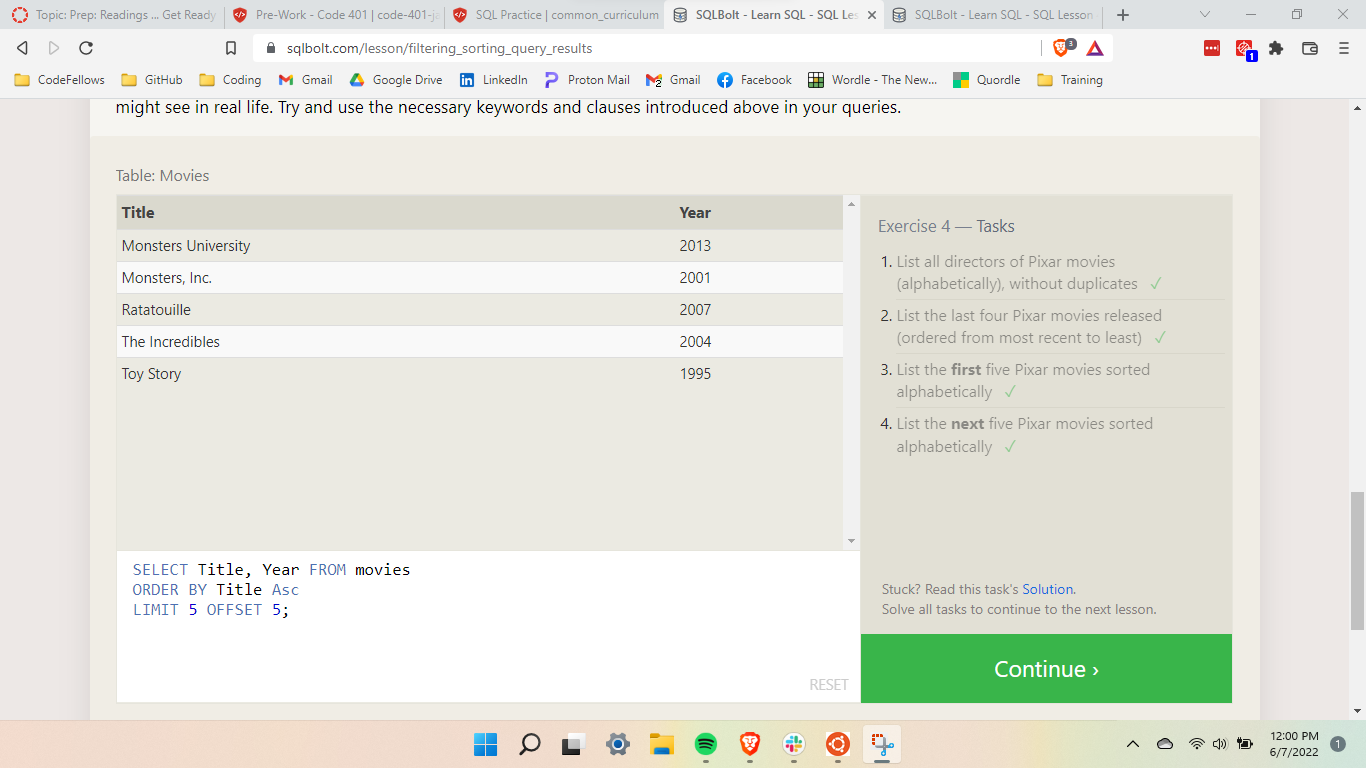 Topic: Prep: Readings ... Get Ready
Pre-Work - Code 401 | code-401-ja
SQL Practice | common_curriculum
SQLBolt - Learn SQL - SQL Les
SQLBolt - Learn SQL - SQL Lesson
sqlbolt.com/lesson/filtering_sorting_query_results
3
1
CodeFellows
GitHub
Coding
Gmail
Google Drive
LinkedIn
Proton Mail
2
Gmail
Facebook
Wordle - The New...
Quordle
Training
might see in real life. Try and use the necessary keywords and clauses introduced above in your queries.
Table: Movies
Title Year
Monsters University 2013
Monsters, Inc. 2001
Ratatouille 2007
The Incredibles 2004
Toy Story 1995
SELECT Title, Year FROM movies
ORDER BY Title Asc
LIMIT 5 OFFSET 5;
RESET
Exercise 4 — Tasks
1. List all directors of Pixar movies
(alphabetically), without duplicates ✓
2. List the last four Pixar movies released
(ordered from most recent to least) ✓
3. List the first five Pixar movies sorted
alphabetically ✓
4. List the next five Pixar movies sorted
alphabetically ✓
Stuck? Read this task's Solution.
Solve all tasks to continue to the next lesson.
Continue ›
12:00 PM
6/7/2022
1